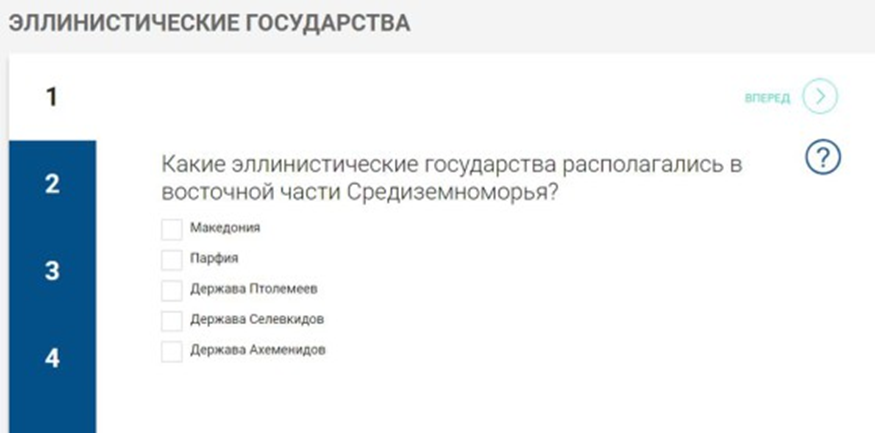 ЭЛЛИНИСТИЧЕСКИЕ ГОСУДАРСТВА
1
ВПЕРЕД
2
?
Какие эллинистические государства располагались в
восточной части Средиземноморья?
Македония
Парфия
3
Держава Птолемеев
Держава Селевкидов
4
Держава Ахеменидов